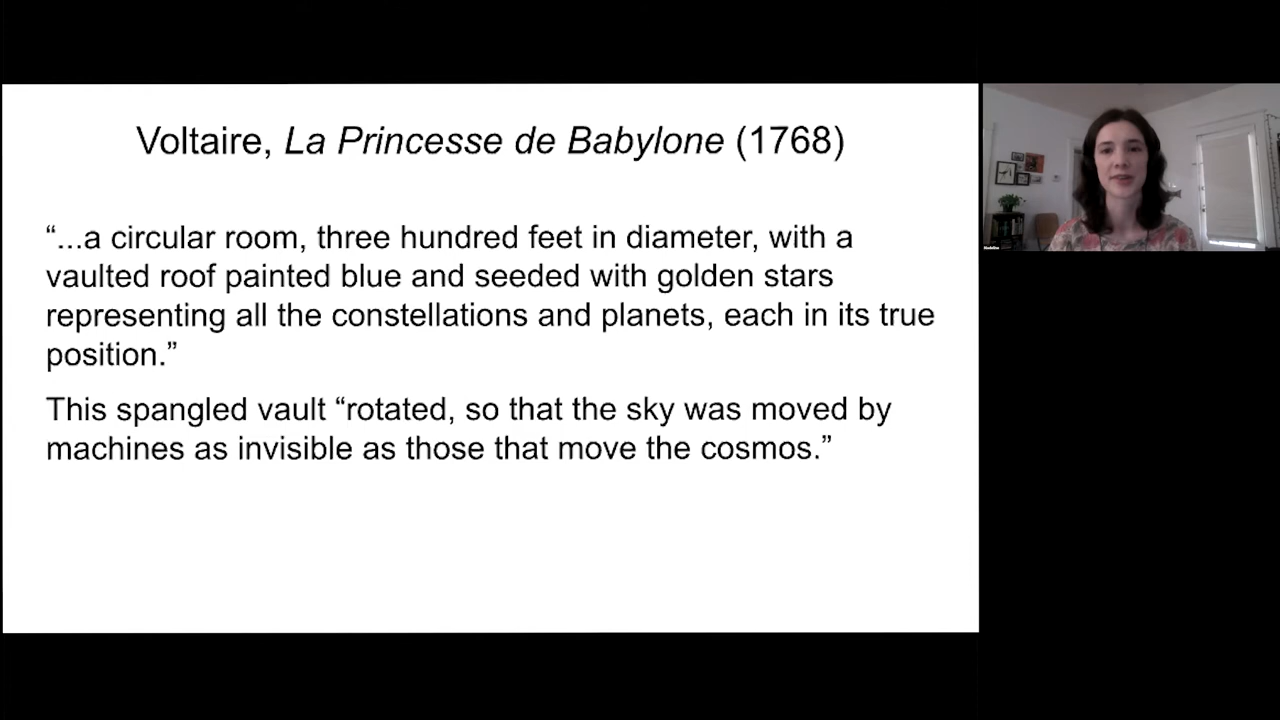 Voltaire, La Princesse de Babylone (1768)
“...a circular room, three hundred feet in diameter, with a
vaulted roof painted blue and seeded with golden stars
representing all the constellations and planets, each in its true
position.”
This spangled vault “rotated, so that the sky was moved by
machines as invisible as those that move the cosmos.”